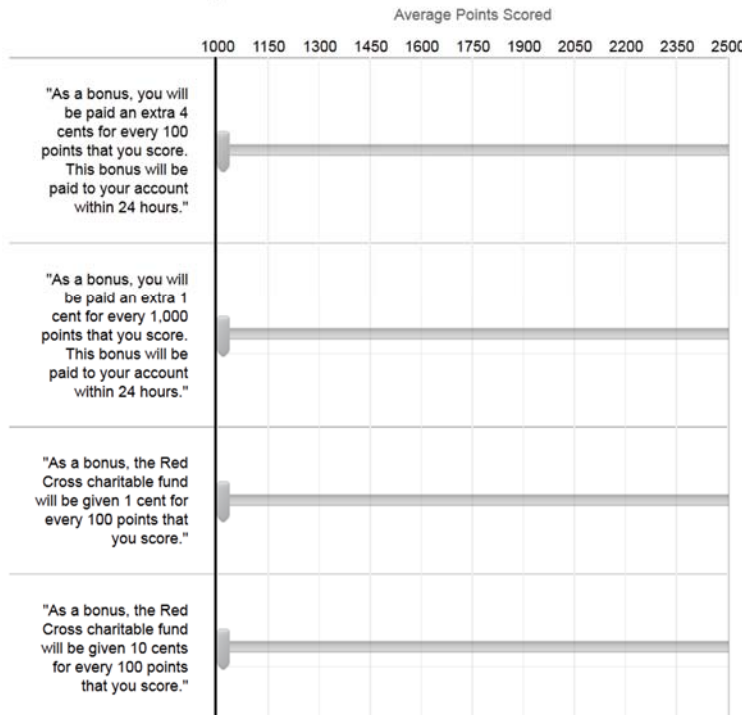 Average Points Scored
1000 1150 1300 1450 1600 1750 1900 2050 2200 2350 2500
"As a bonus, you will
be paid an extra 4
cents for every 100
points that you score.
This bonus will be
paid to your account
within 24 hours."
"As a bonus, you will
be paid an extra 1
cent for every 1,000
points that you score.
This bonus will be
paid to your account
within 24 hours."
"As a bonus, the Red
Cross charitable fund
will be given 1 cent for
every 100 points that
you score."
"As a bonus, the Red
Cross charitable fund
will be given 10 cents
for every 100 points
that you score."